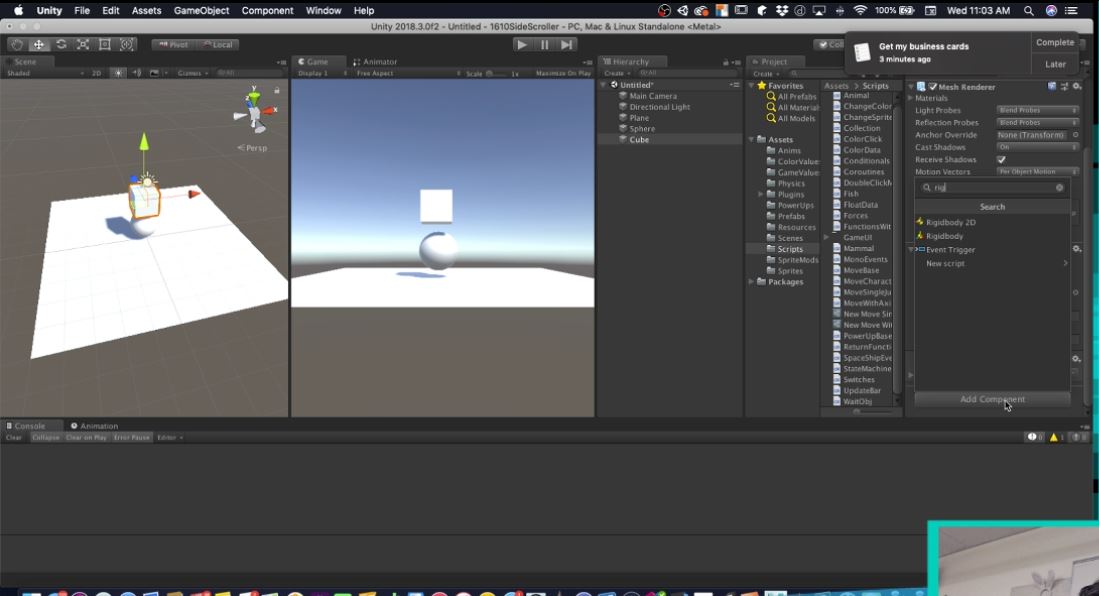 Unity File Edit Assets GameObject Component Window Help 100% Wed 11:03 AM
Unity 2018.3.0f2 - Untitled - 1610SideScroller - PC, Mac & Linux Standalone <Metal>
Pivot Local
Get my business cards
3 minutes ago
Complete
Later
Scene
Shaded 2D Gizmos All
Persp
Game Animator
Display 1 Free Aspect Scale 1x Maximize On Play
Hierarchy
Create All
Untitled*
Main Camera
Directional Light
Plane
Sphere
Cube
Project
Create
Favorites
All Prefabs
All Material
All Models
Assets
Anims
ColorValue
GameValue
Physics
Plugins
PowerUps
Prefabs
Resources
Scenes
Scripts
SpriteMods
Sprites
Packages
Assets Scripts
Animal
ChangeColor
ChangeSprite
Collection
ColorClick
ColorData
Conditionals
Coroutines
DoubleClickM
Fish
FloatData
Forces
FunctionsWit
GameUI
Mammal
MonoEvents
MoveBase
MoveCharact
MoveSingleJu
MoveWithAxi
New Move Sin
New Move Wi
PowerUpBase
ReturnFuncti
SpaceShipEve
StateMachine
Switches
UpdateBar
WaitObj
Mesh Renderer
Materials
Light Probes Blend Probes
Reflection Probes Blend Probes
Anchor Override None (Transform)
Cast Shadows On
Receive Shadows
Motion Vectors Per Object Motion
rig
Search
Rigidbody 2D
Rigidbody
Event Trigger
New script
Add Component
Console Animation
Clear Collapse Clear on Play Error Pause Editor